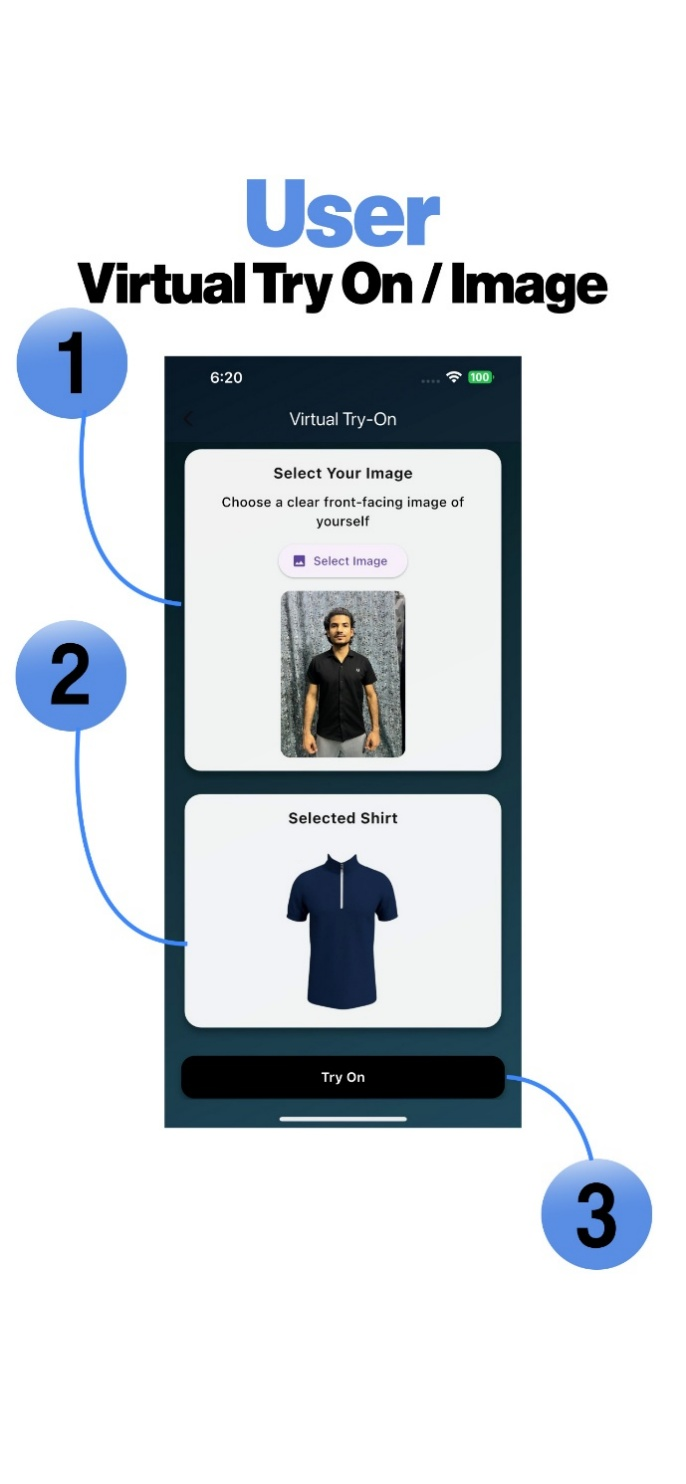 User
Virtual Try On / Image
1
6:20
100
Virtual Try-On
Select Your Image
Choose a clear front-facing image of
yourself
Select Image
2
Selected Shirt
Try On
3